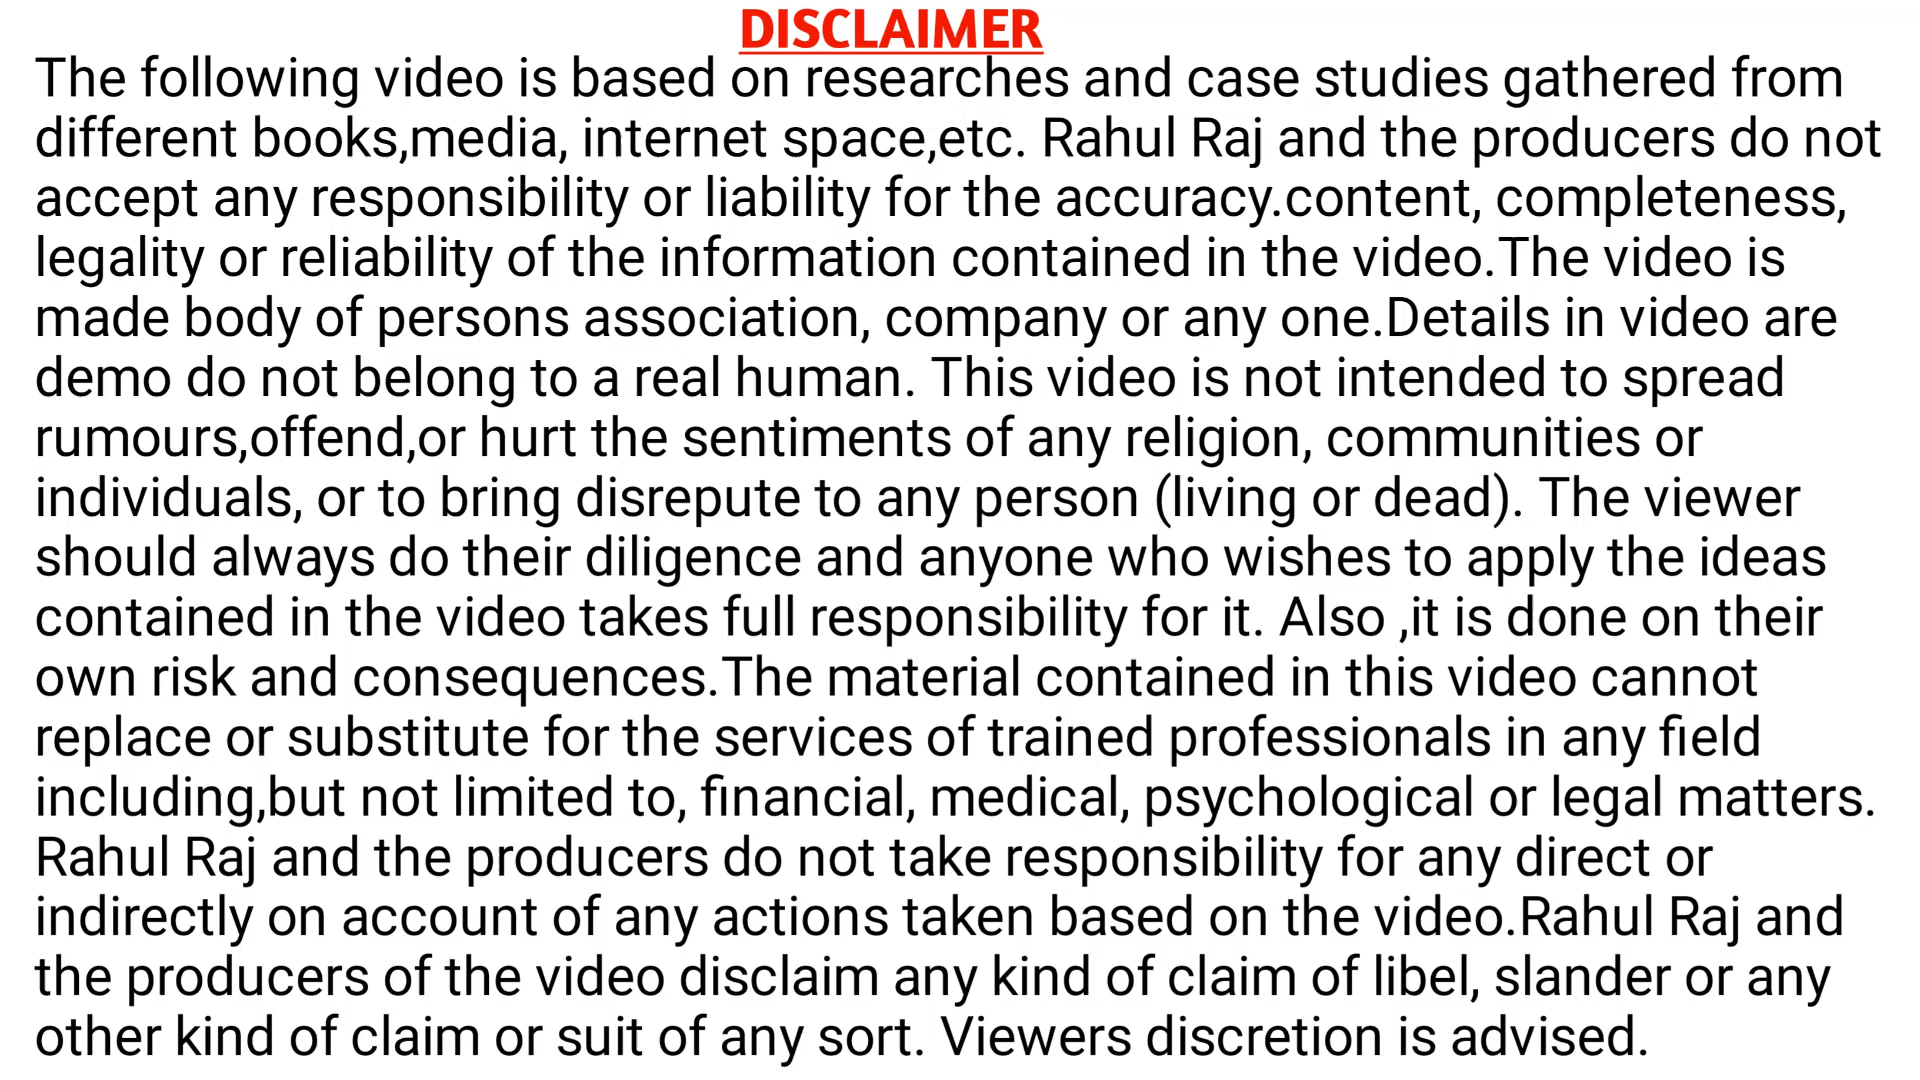 DISCLAIMER
The following video is based on researches and case studies gathered from
different books,media, internet space,etc. Rahul Raj and the producers do not
accept any responsibility or liability for the accuracy.content, completeness,
legality or reliability of the information contained in the video.The video is
made body of persons association, company or any one.Details in video are
demo do not belong to a real human. This video is not intended to spread
rumours,offend,or hurt the sentiments of any religion, communities or
individuals, or to bring disrepute to any person (living or dead). The viewer
should always do their diligence and anyone who wishes to apply the ideas
contained in the video takes full responsibility for it. Also ,it is done on their
own risk and consequences.The material contained in this video cannot
replace or substitute for the services of trained professionals in any field
including,but not limited to, financial, medical, psychological or legal matters.
Rahul Raj and the producers do not take responsibility for any direct or
indirectly on account of any actions taken based on the video.Rahul Raj and
the producers of the video disclaim any kind of claim of libel, slander or any
other kind of claim or suit of any sort. Viewers discretion is advised.